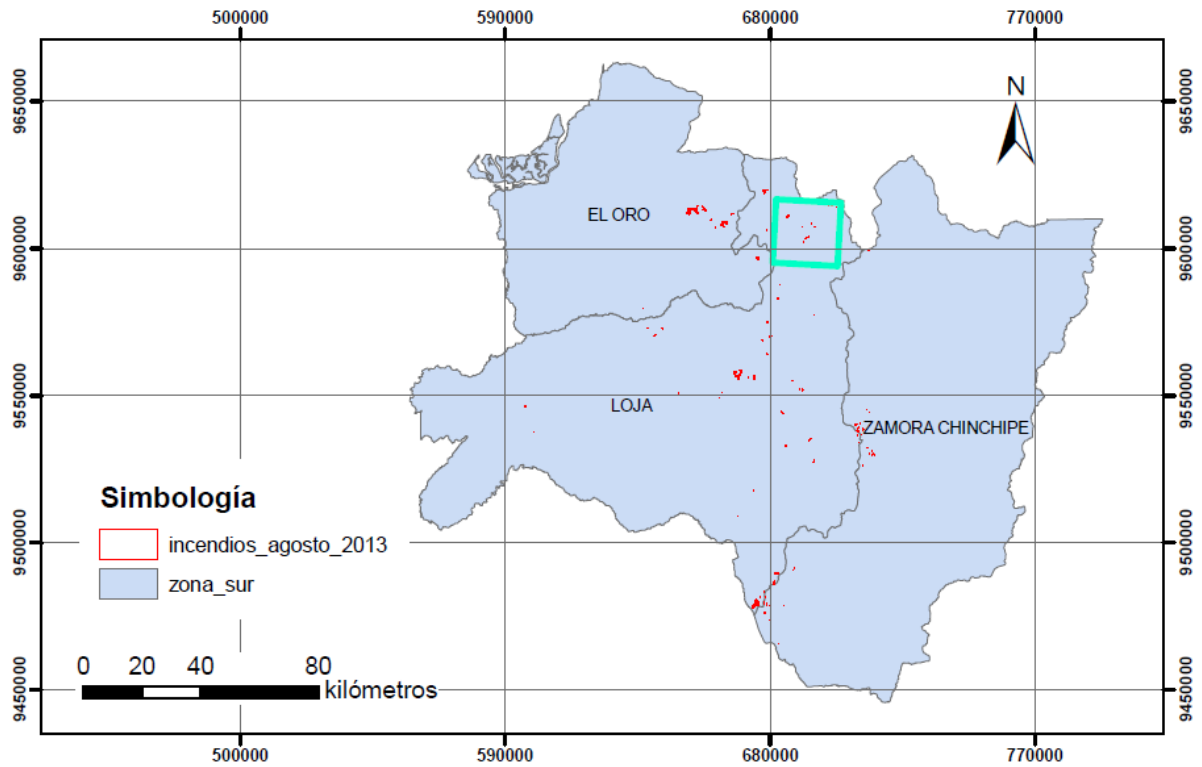 500000 590000 680000 770000
9650000 9650000
N
EL ORO
9600000 9600000
9550000 9550000
LOJA
ZAMORA CHINCHIPE
Simbología
incendios_agosto_2013
9500000 9500000
zona_sur
0 20 40 80
kilómetros
9450000 9450000
500000 590000 680000 770000